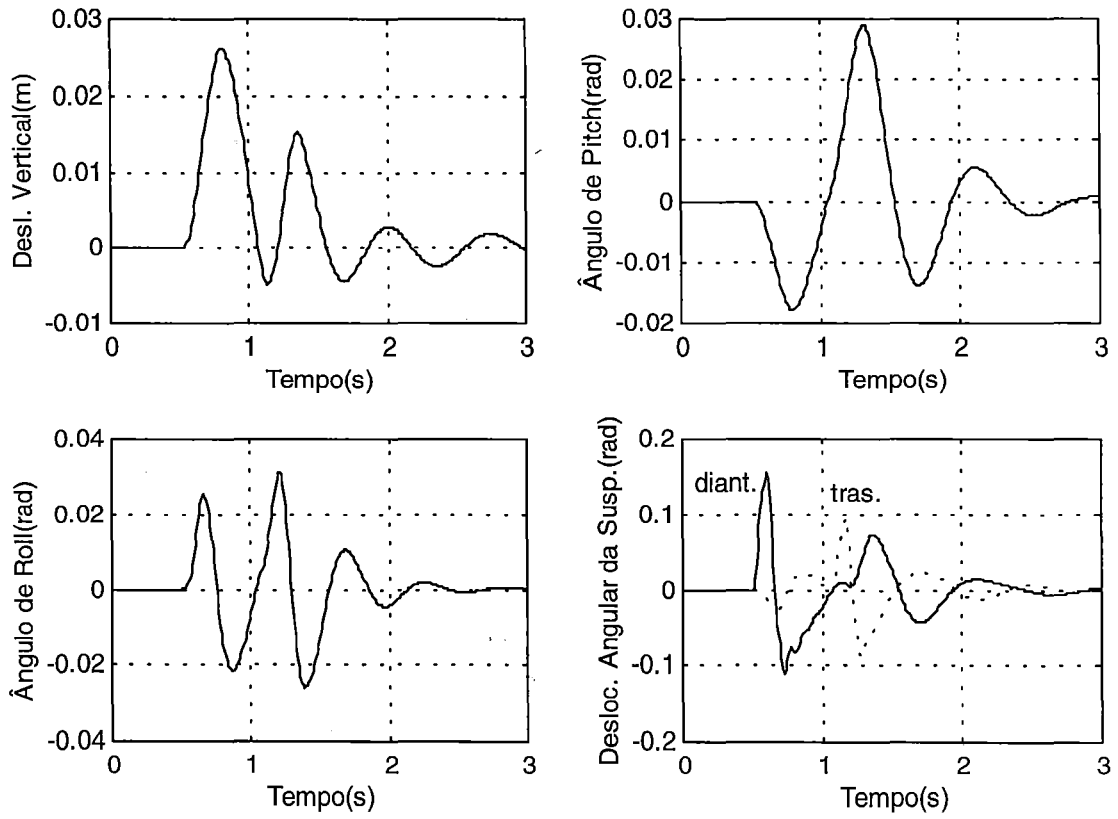 Desl. Vertical(m)
0.03
0.02
0.01
0
-0.01
0 1 2 3
Tempo(s)
Ângulo de Pitch(rad)
0.03
0.02
0.01
0
-0.01
-0.02
0 1 2 3
Tempo(s)
Ângulo de Roll(rad)
0.04
0.02
0
-0.02
-0.04
0 1 2 3
Tempo(s)
Desloc. Angular da Susp.(rad)
0.2
0.1
0
-0.1
-0.2
diant.
tras.
0 1 2 3
Tempo(s)